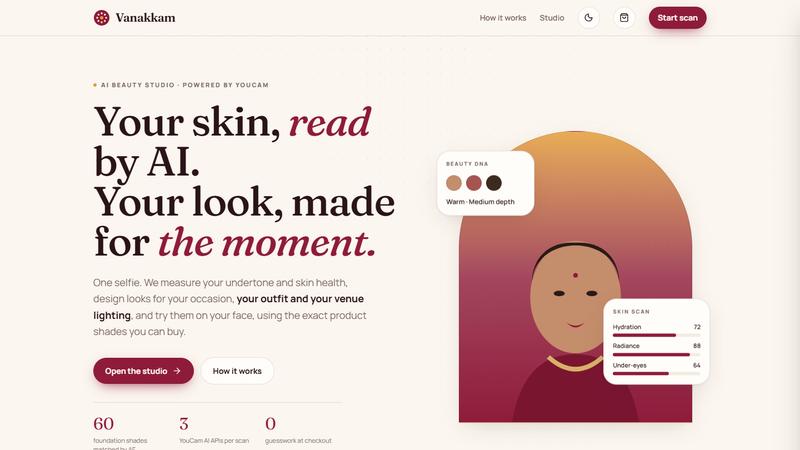 Vanakkam
How it works
Studio
Start scan
AI BEAUTY STUDIO · POWERED BY YOUCAM
Your skin, read
by AI.
Your look, made
for the moment.
One selfie. We measure your undertone and skin health,
design looks for your occasion, your outfit and your venue
lighting, and try them on your face, using the exact product
shades you can buy.
Open the studio →
How it works
60
foundation shades
matched by AI
3
YouCam AI APIs per scan
0
guesswork at checkout
BEAUTY DNA
Warm · Medium depth
SKIN SCAN
Hydration 72
Radiance 88
Under-eyes 64